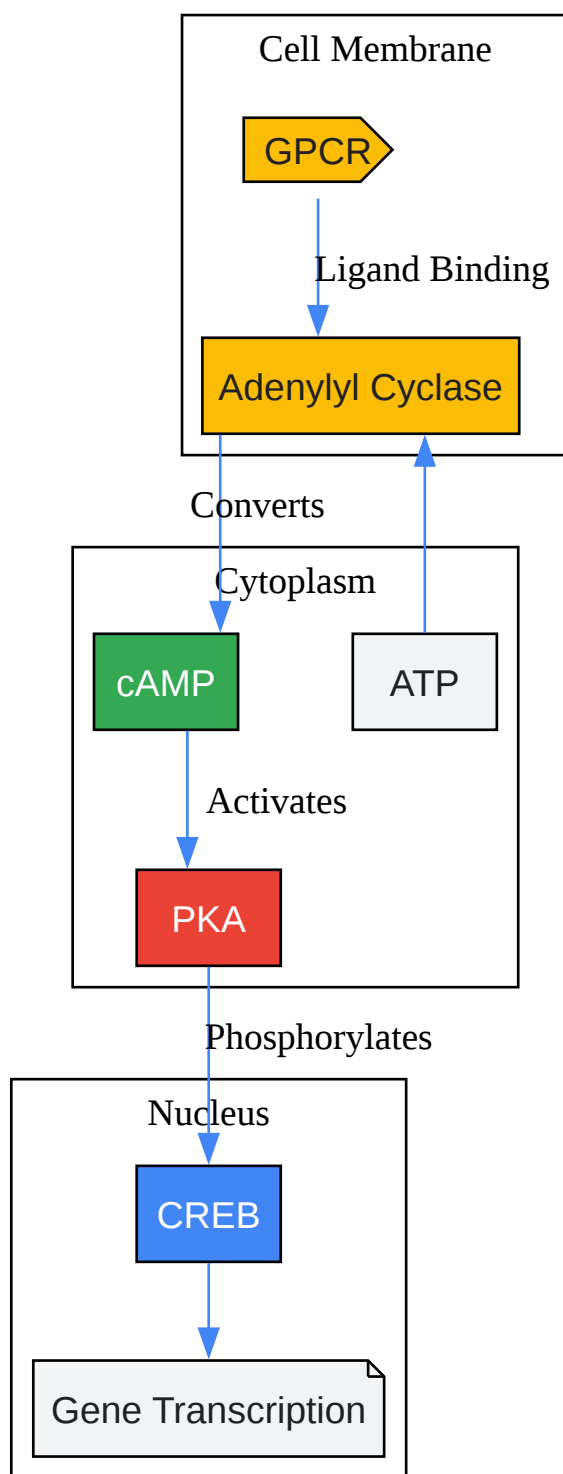 Cell Membrane
GPCR
Ligand Binding
Adenylyl Cyclase
Converts
Cytoplasm
cAMP
ATP
Activates
PKA
Phosphorylates
Nucleus
CREB
Gene Transcription